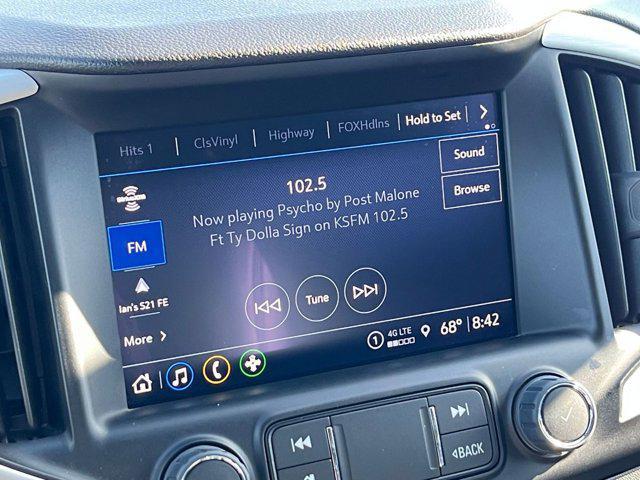 Hits 1
ClsVinyl
Highway
FOXHdlns
Hold to Set
102.5
Sound
Now playing Psycho by Post Malone
Ft Ty Dolla Sign on KSFM 102.5
Browse
FM
Ian's S21 FE
Tune
More
1
4G LTE
68°
8:42
BACK